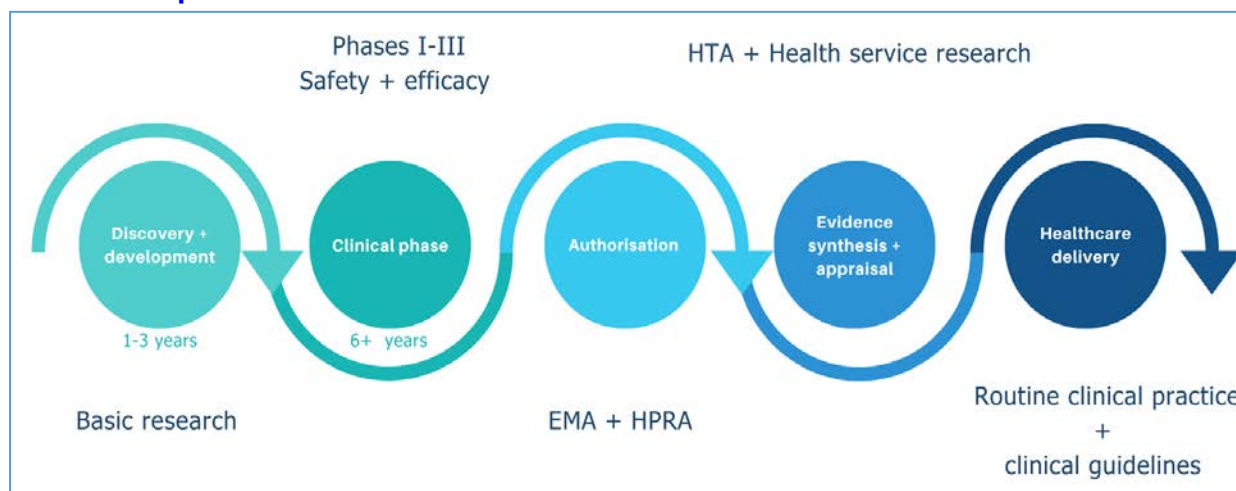 Phases I-III
Safety + efficacy
HTA + Health service research
Discovery +
development
Clinical phase
Authorisation
Evidence
synthesis +
appraisal
Healthcare
delivery
1-3 years
6+ years
Basic research
EMA + HPRA
Routine clinical practice
+
clinical guidelines